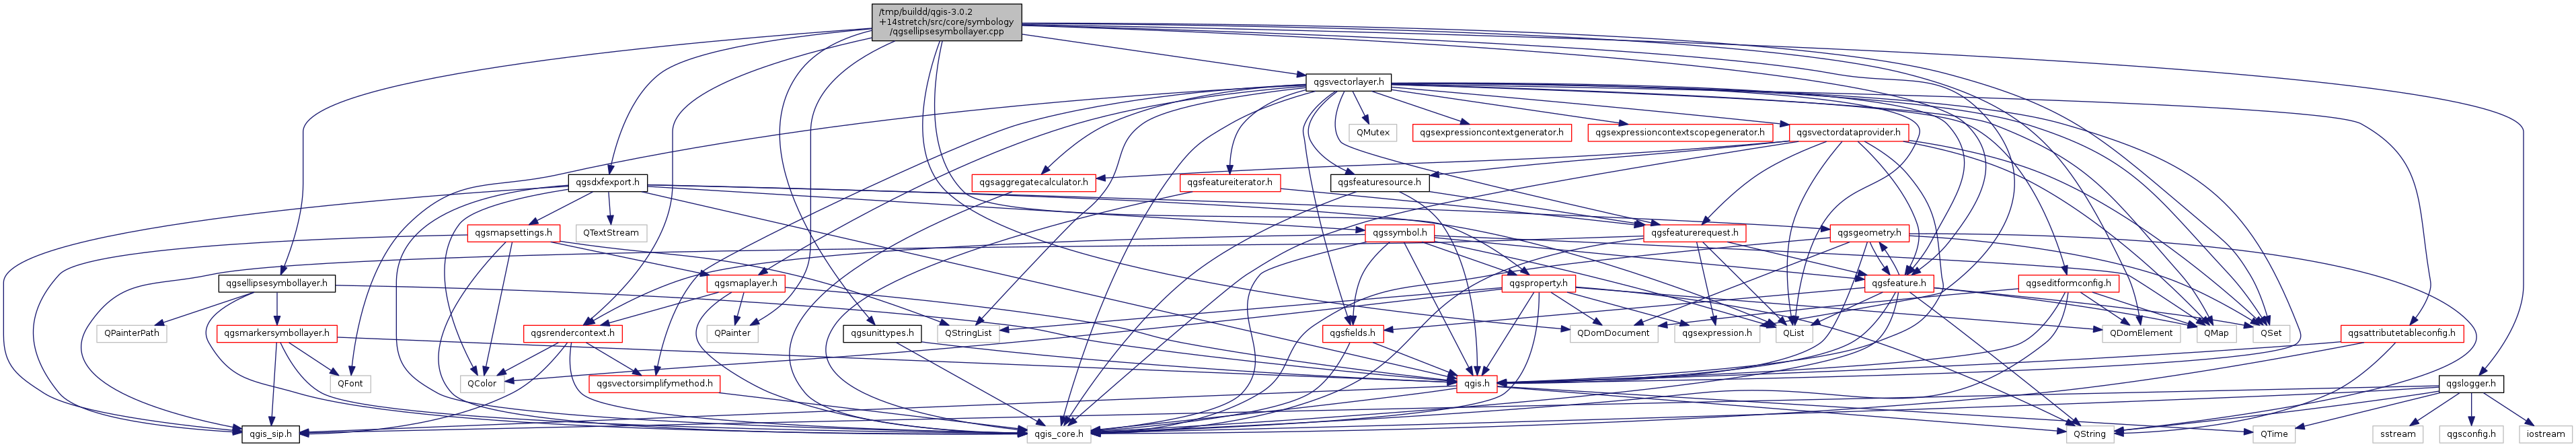 /tmp/buildd/qgis-3.0.2
+14stretch/src/core/symbology
/qgsellipsesymbollayer.cpp
qgsvectorlayer.h
QMutex
qgsexpressioncontextgenerator.h
qgsexpressioncontextscopegenerator.h
qgsvectordataprovider.h
qgsdxfexport.h
qgsaggregatecalculator.h
qgsfeatureiterator.h
qgsfeaturesource.h
qgsmapsettings.h
QTextStream
qgssymbol.h
qgsfeaturerequest.h
qgsgeometry.h
qgsellipsesymbollayer.h
qgsmaplayer.h
qgsproperty.h
qgsfeature.h
qgseditformconfig.h
QPainterPath
qgsmarkersymbollayer.h
qgsrendercontext.h
QPainter
qgsunittypes.h
QStringList
qgsfields.h
QDomDocument
qgsexpression.h
QList
QDomElement
QMap
QSet
qgsattributetableconfig.h
QFont
QColor
qgsvectorsimplifymethod.h
qgis.h
qgslogger.h
qgis_sip.h
qgis_core.h
QString
QTime
sstream
qgsconfig.h
iostream